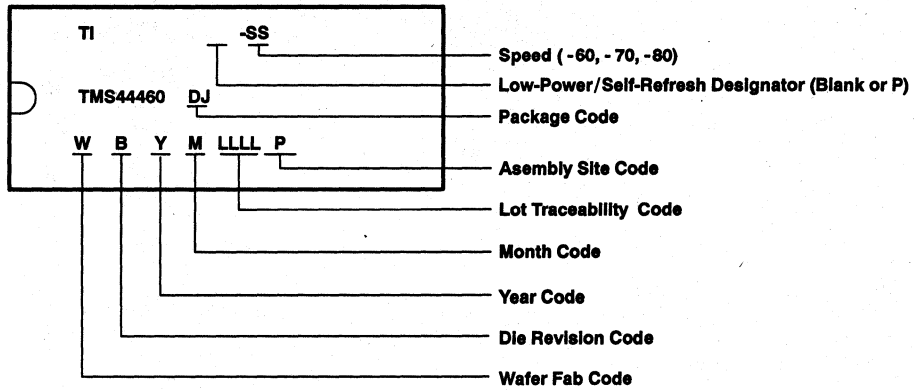 TI -SS
Speed (-60, -70, -80)
Low-Power/Self-Refresh Designator (Blank or P)
TMS44460 DJ
Package Code
W B Y M LLLL P
Asembly Site Code
Lot Traceability Code
Month Code
Year Code
Die Revision Code
Wafer Fab Code